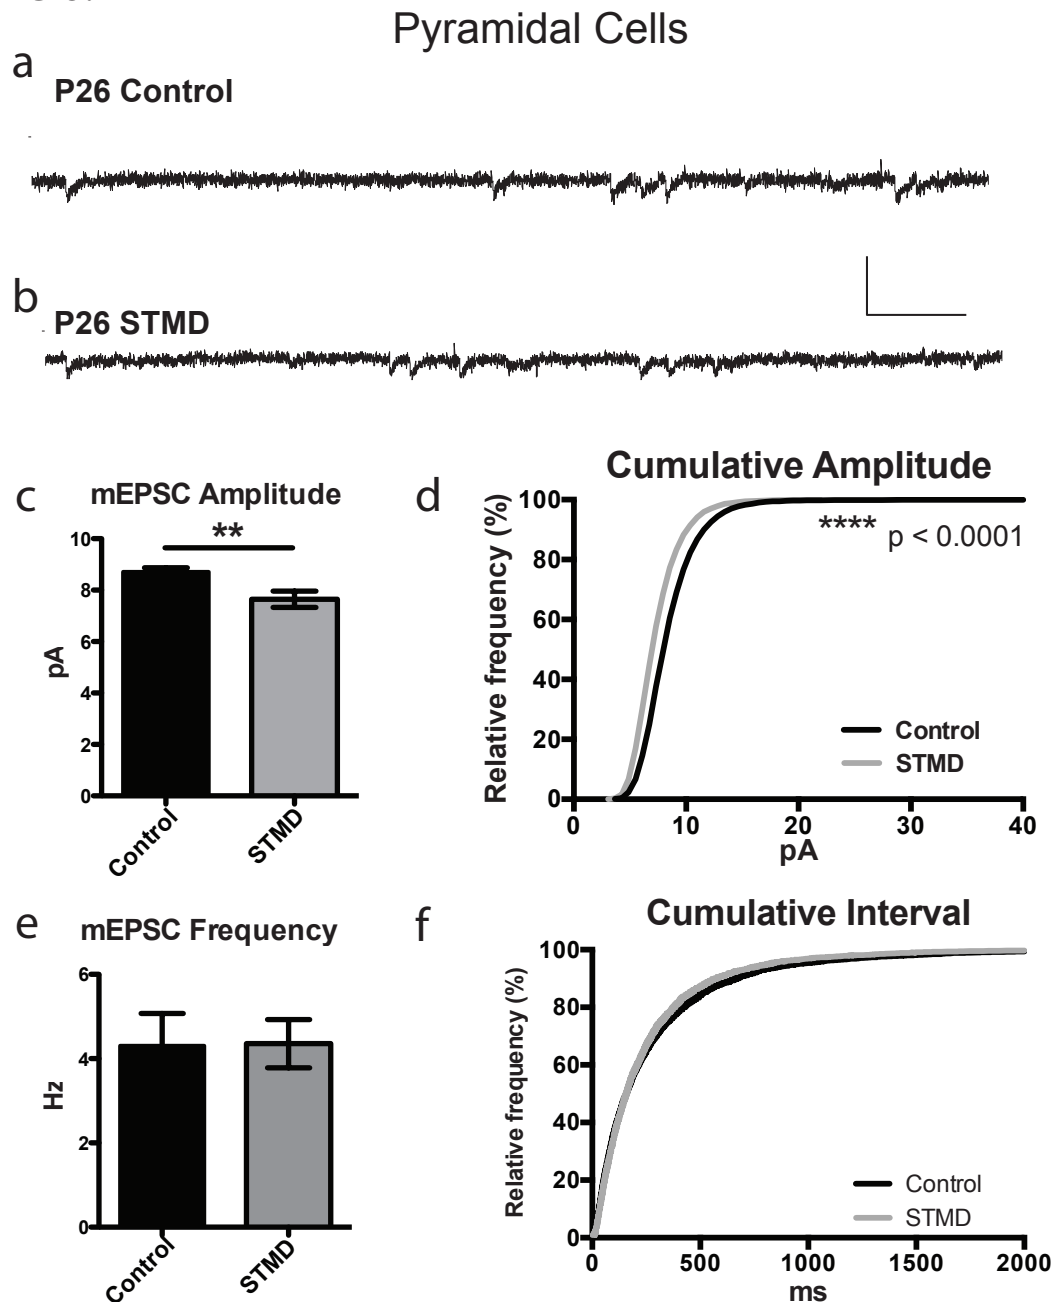 Pyramidal Cells
a
P26 Control
b
P26 STMD
c
mEPSC Amplitude
**
10
8
6
4
2
0
pA
Control
STMD
d
Cumulative Amplitude
Relative frequency (%)
100
80
60
40
20
0
**** p < 0.0001
Control
STMD
0 10 20 30 40
pA
e
mEPSC Frequency
6
4
2
0
Hz
Control
STMD
f
Cumulative Interval
Relative frequency (%)
100
80
60
40
20
0
Control
STMD
0 500 1000 1500 2000
ms